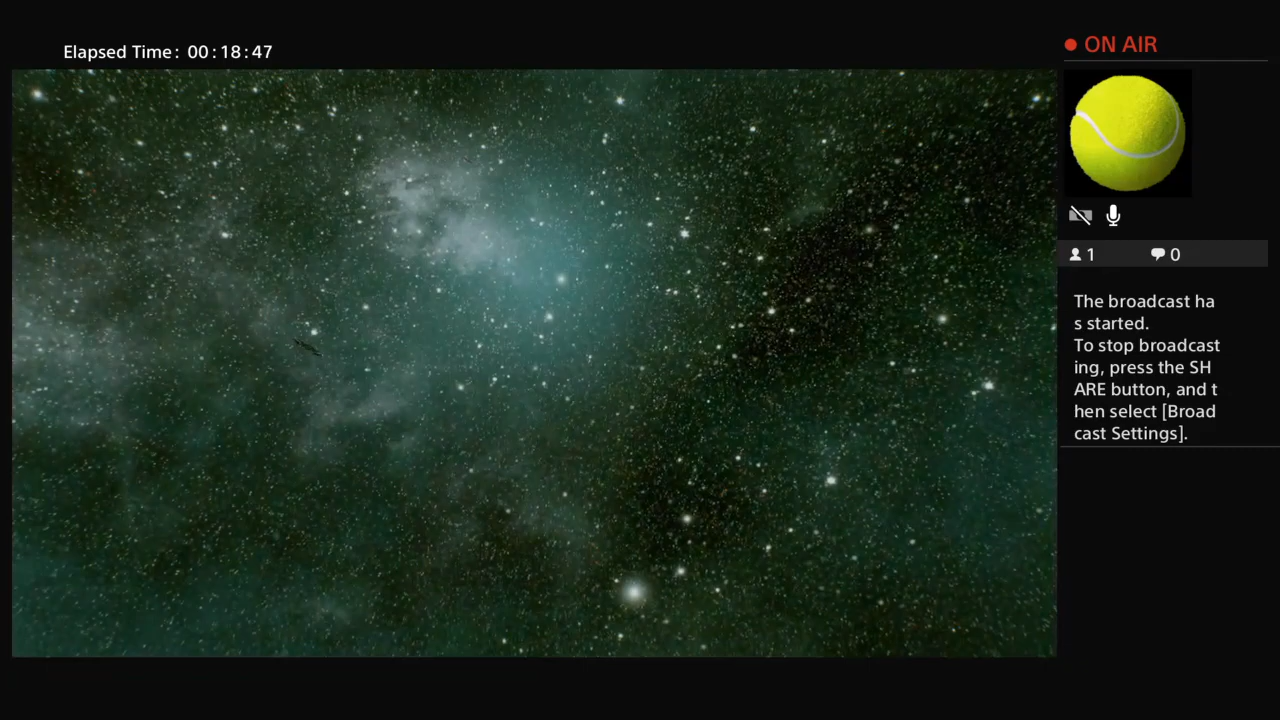 Elapsed Time: 00:18:47
ON AIR
1 0
The broadcast ha
s started.
To stop broadcast
ing, press the SH
ARE button, and t
hen select [Broad
cast Settings].